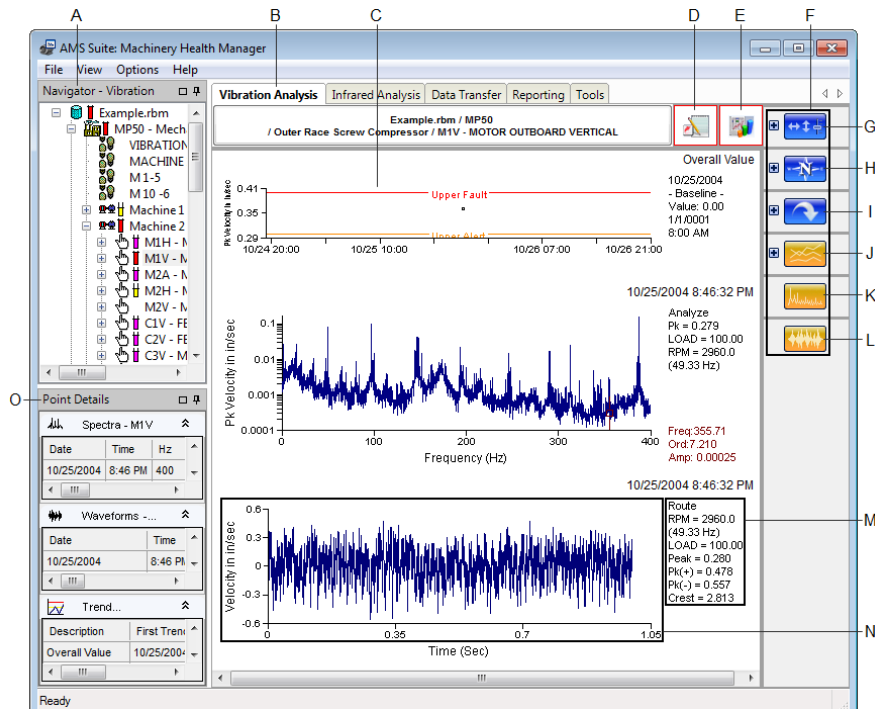 A B C D E F
AMS Suite: Machinery Health Manager
File View Options Help
Navigator - Vibration
Example.rbm
MP50 - Mech
VIBRATION
MACHINE
M 1-5
M 10 -6
Machine 1
Machine 2
M1H - M
M1V - M
M2A - M
M2H - M
M2V - M
C1V - FE
C2V - FE
C3V - M
O
Point Details
Spectra - M1V
Date Time Hz
10/25/2004 8:46 PM 400
Waveforms -...
Date Time
10/25/2004 8:46 PM
Trend...
Description First Tren
Overall Value 10/25/2004
Ready
Vibration Analysis Infrared Analysis Data Transfer Reporting Tools
Example.rbm / MP50
/ Outer Race Screw Compressor / M1V - MOTOR OUTBOARD VERTICAL
Overall Value
Pk Velocity in in/sec
0.41
0.35
0.29
Upper Fault
Upper Alert
10/24 20:00 10/25 10:00 10/26 07:00 10/26 21:00
10/25/2004
- Baseline -
Value: 0.00
1/1/0001
8:00 AM
10/25/2004 8:46:32 PM
Pk Velocity in in/sec
0.1
0.01
0.001
0.0001
0 100 200 300 400
Frequency (Hz)
Analyze
Pk = 0.279
LOAD = 100.00
RPM = 2960.0
(49.33 Hz)
Freq:355.71
Ord:7.210
Amp: 0.00025
10/25/2004 8:46:32 PM
Velocity in in/sec
0.6
0.3
0
-0.3
-0.6
0 0.35 0.7 1.05
Time (Sec)
Route
RPM = 2960.0
(49.33 Hz)
LOAD = 100.00
Peak = 0.280
Pk(+) = 0.478
Pk(-) = 0.557
Crest = 2.813
N
G
H
I
J
K
L
M
N